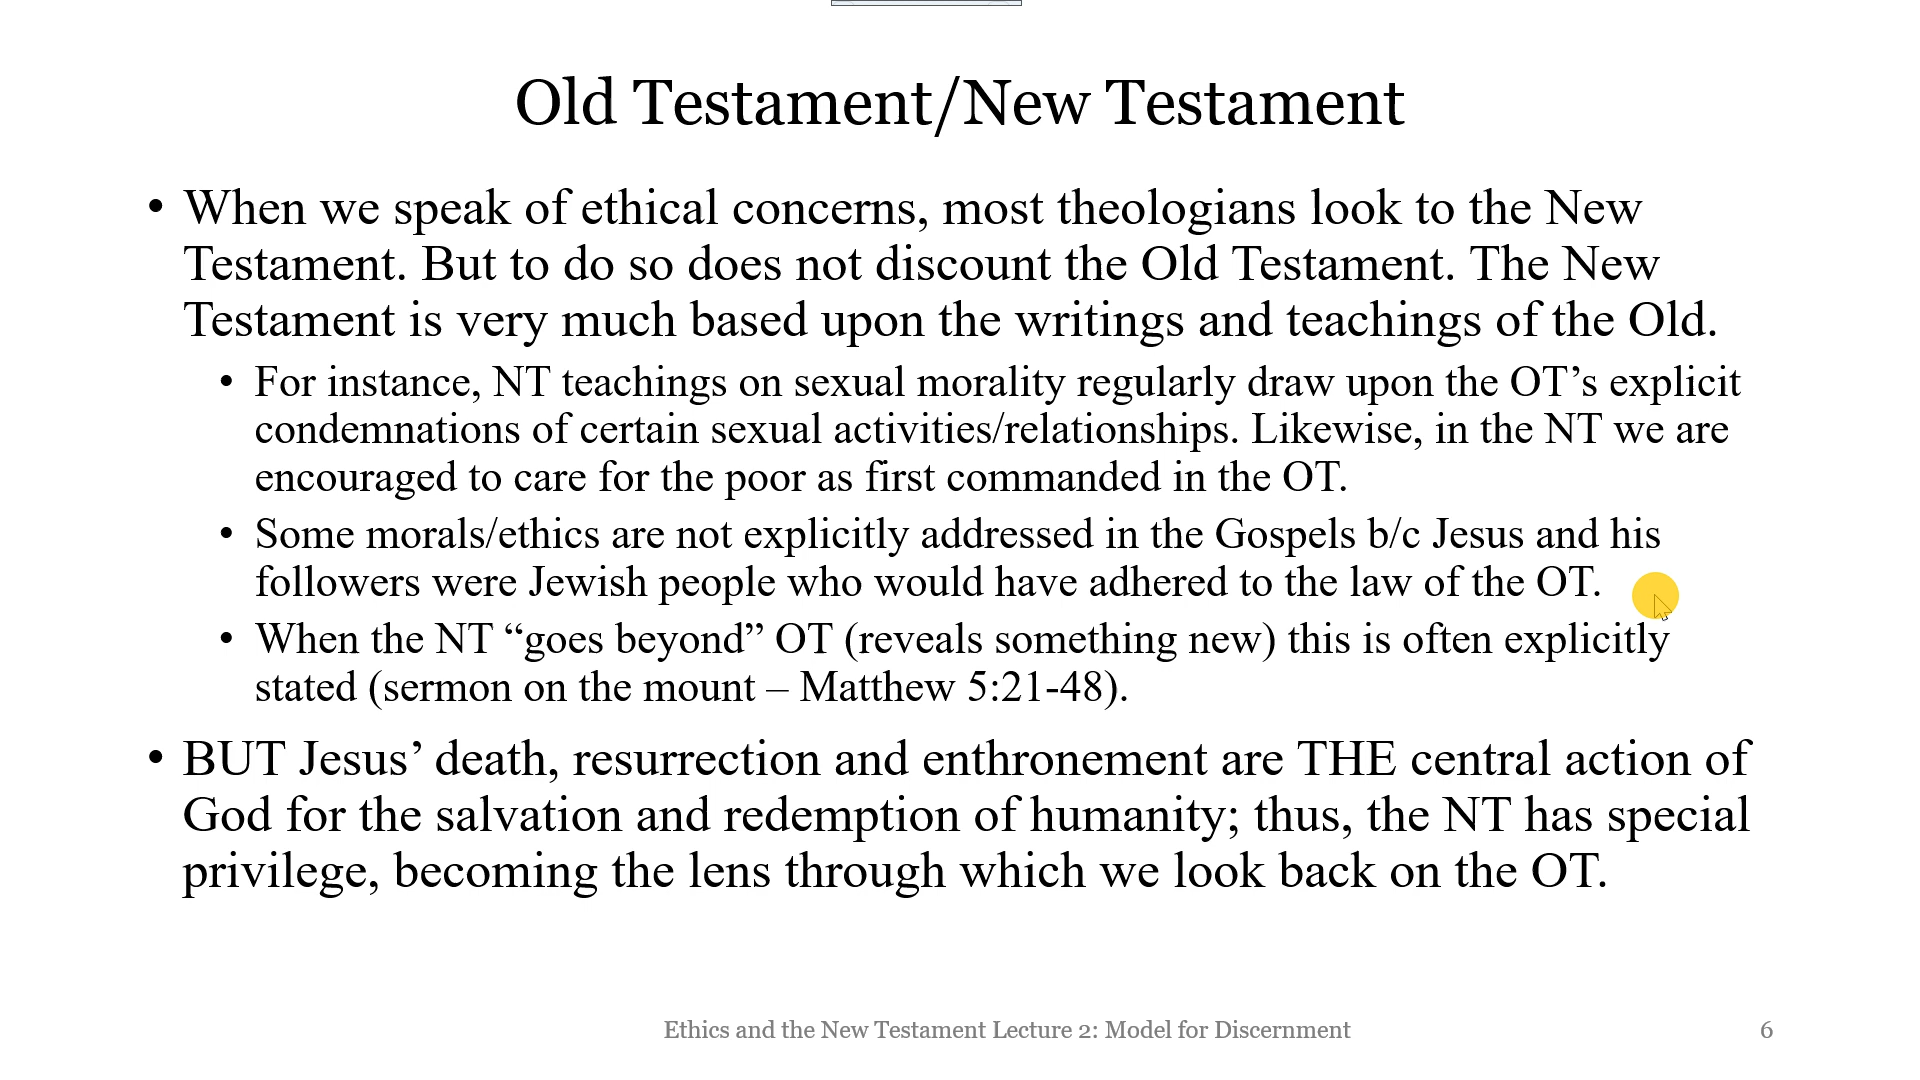 Old Testament/New Testament
• When we speak of ethical concerns, most theologians look to the New
Testament. But to do so does not discount the Old Testament. The New
Testament is very much based upon the writings and teachings of the Old.
• For instance, NT teachings on sexual morality regularly draw upon the OT’s explicit
condemnations of certain sexual activities/relationships. Likewise, in the NT we are
encouraged to care for the poor as first commanded in the OT.
• Some morals/ethics are not explicitly addressed in the Gospels b/c Jesus and his
followers were Jewish people who would have adhered to the law of the OT.
• When the NT “goes beyond” OT (reveals something new) this is often explicitly
stated (sermon on the mount – Matthew 5:21-48).
• BUT Jesus’ death, resurrection and enthronement are THE central action of
God for the salvation and redemption of humanity; thus, the NT has special
privilege, becoming the lens through which we look back on the OT.
Ethics and the New Testament Lecture 2: Model for Discernment
6